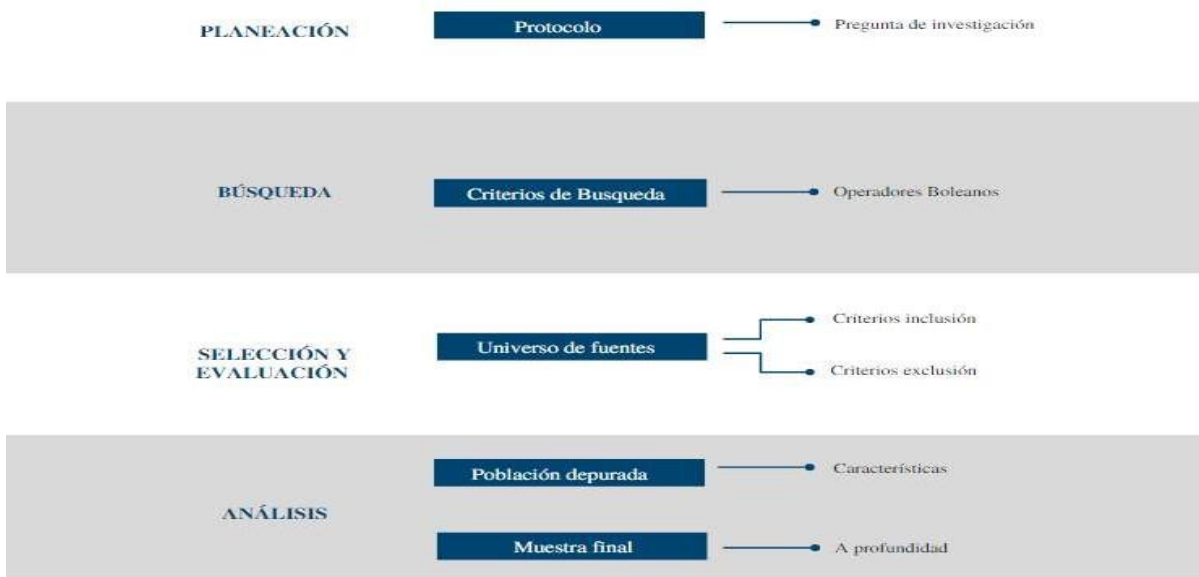 PLANEACIÓN
Protocolo
Pregunta de investigación
BÚSQUEDA
Criterios de Busqueda
Operadores Boleanos
SELECCIÓN Y
EVALUACIÓN
Universo de fuentes
Criterios inclusión
Criterios exclusión
ANÁLISIS
Población depurada
Características
Muestra final
A profundidad